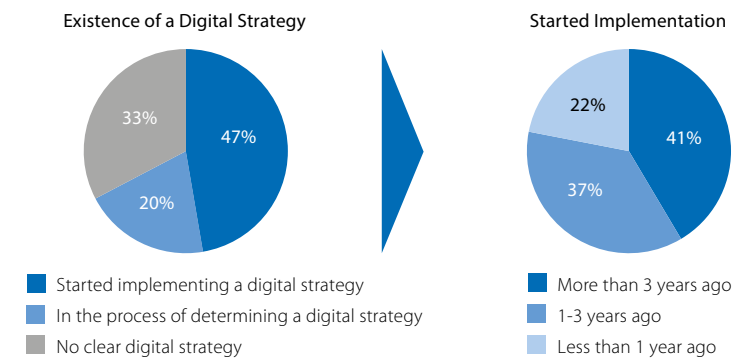 Existence of a Digital Strategy
33%
47%
20%
Started implementing a digital strategy
In the process of determining a digital strategy
No clear digital strategy
Started Implementation
22%
41%
37%
More than 3 years ago
1-3 years ago
Less than 1 year ago